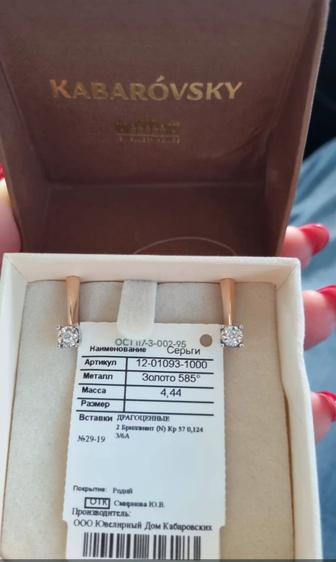 KABARÓVSKY
ОСТ 117-3-002-95
Наименование Серьги
Артикул 12-01093-1000
Металл Золото 585°
Масса 4,44
Размер
Вставки ДРАГОЦЕННЫЕ
2 Бриллиант (N) Кр 57 0,124
3/6А
№29-19
Покрытие: Родий
ОТК Смирнова Ю.В.
Производитель:
ООО Ювелирный Дом Кабаровских